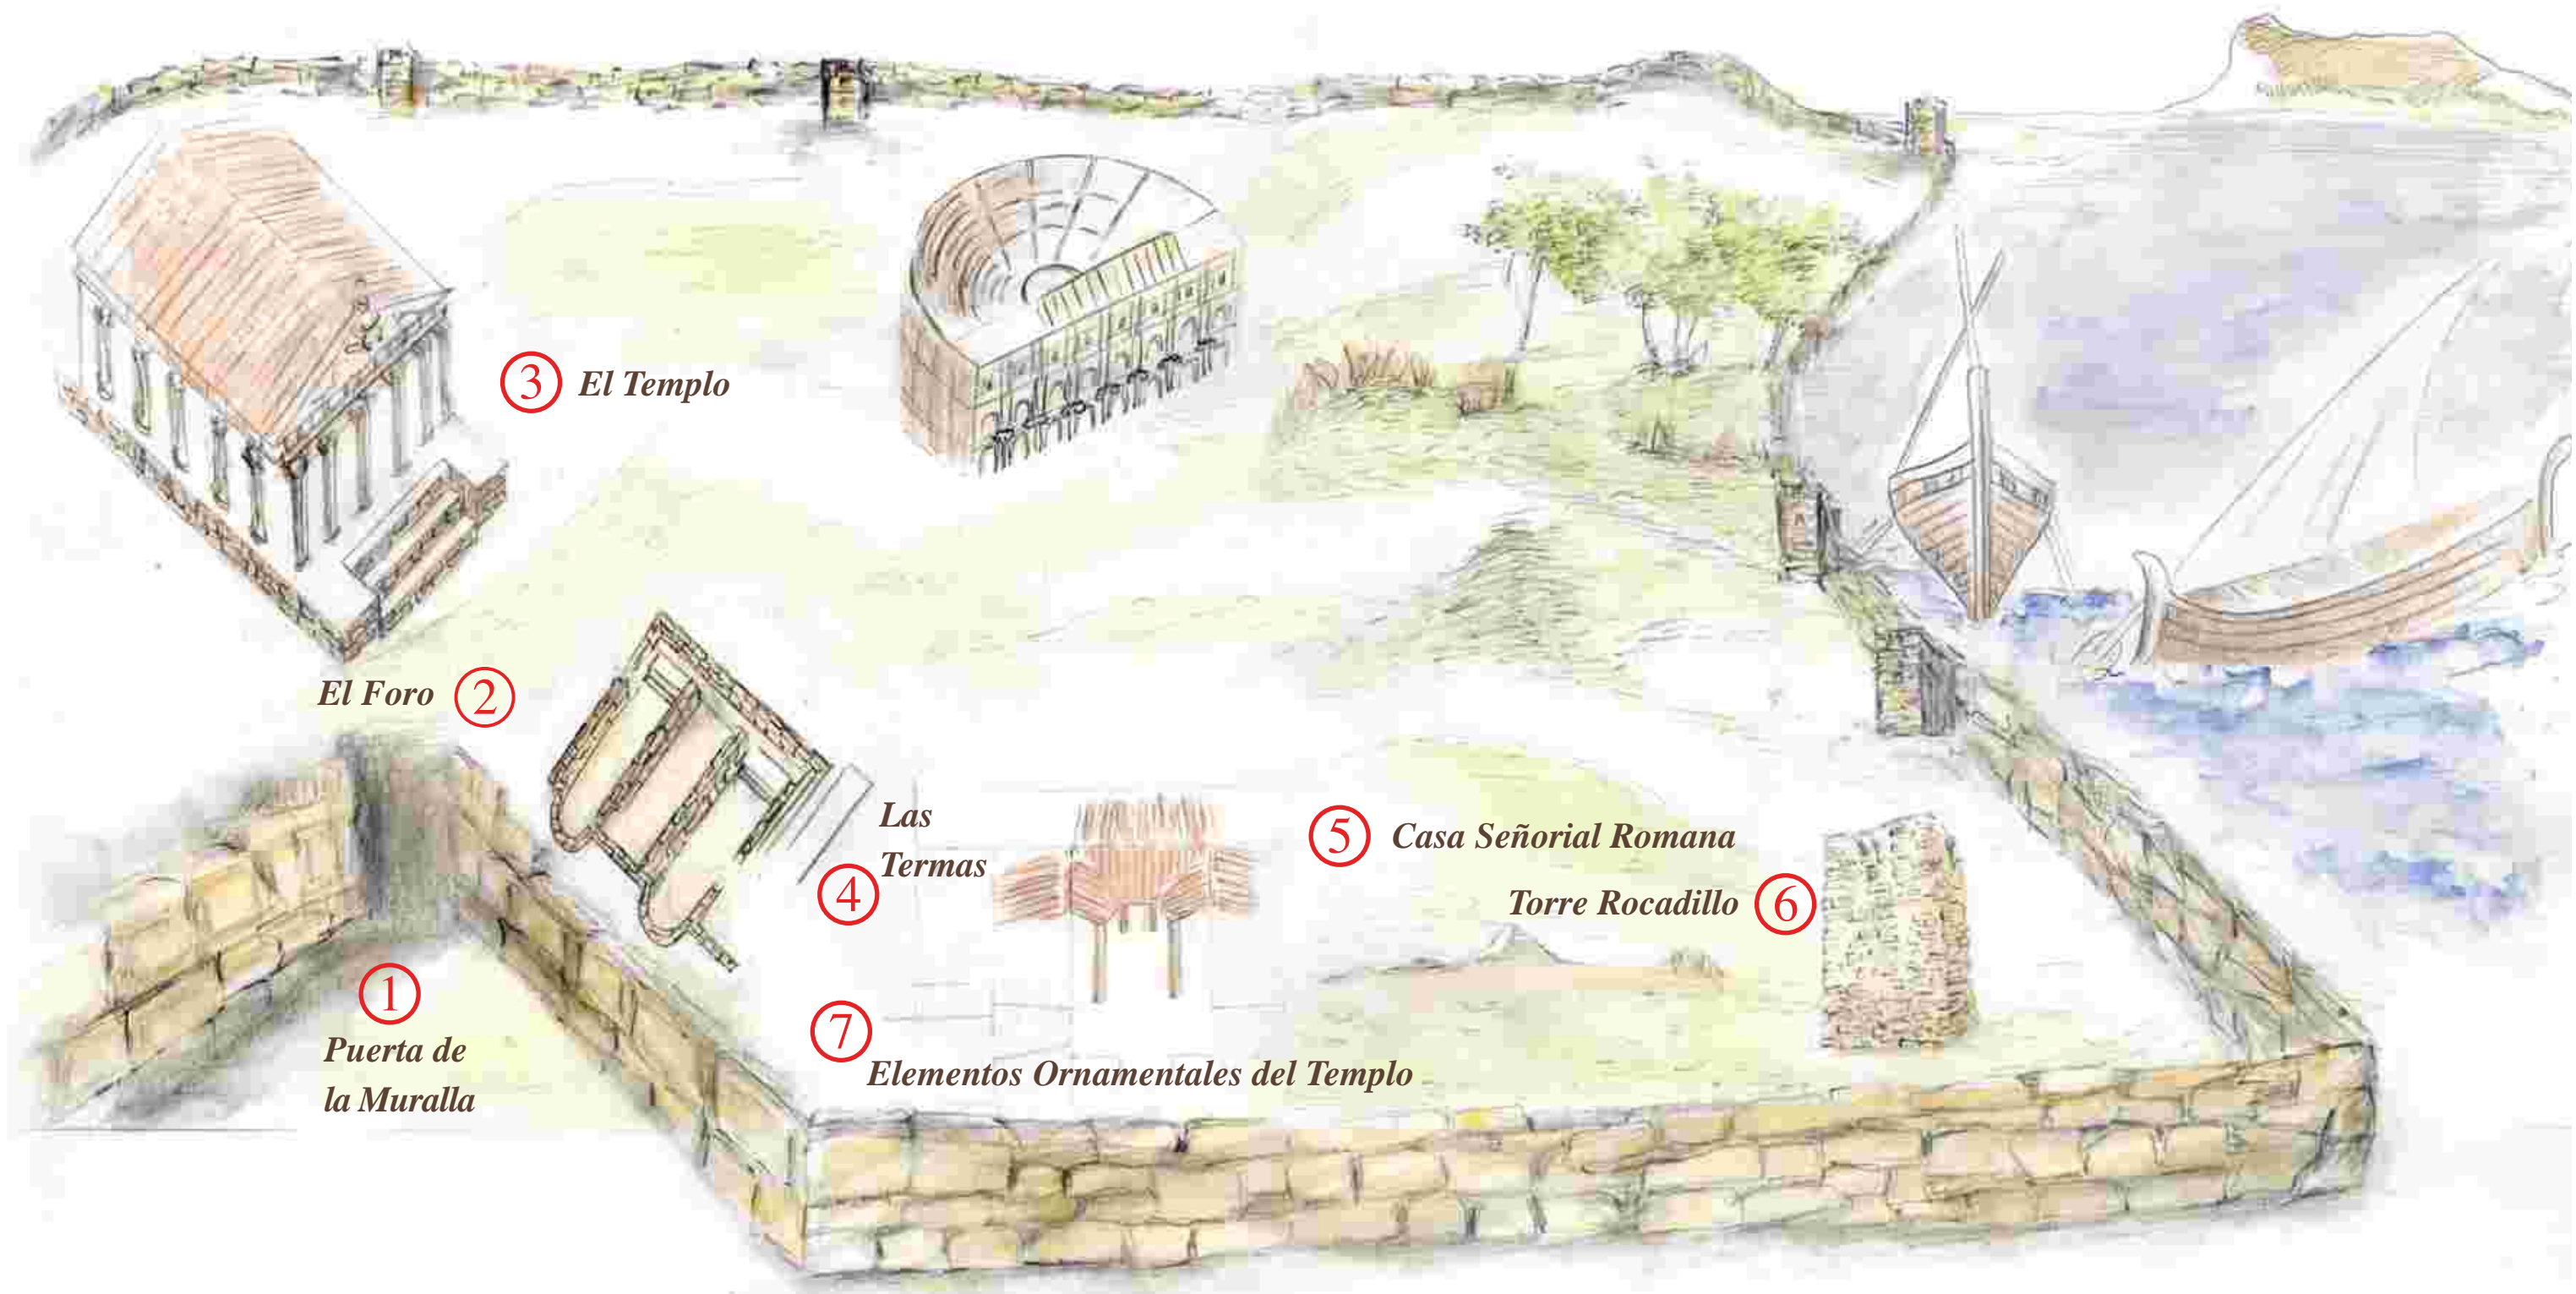 3 El Templo
El Foro 2
Las
Termas
4
5 Casa Señorial Romana
Torre Rocadillo 6
1
Puerta de
la Muralla
7
Elementos Ornamentales del Templo